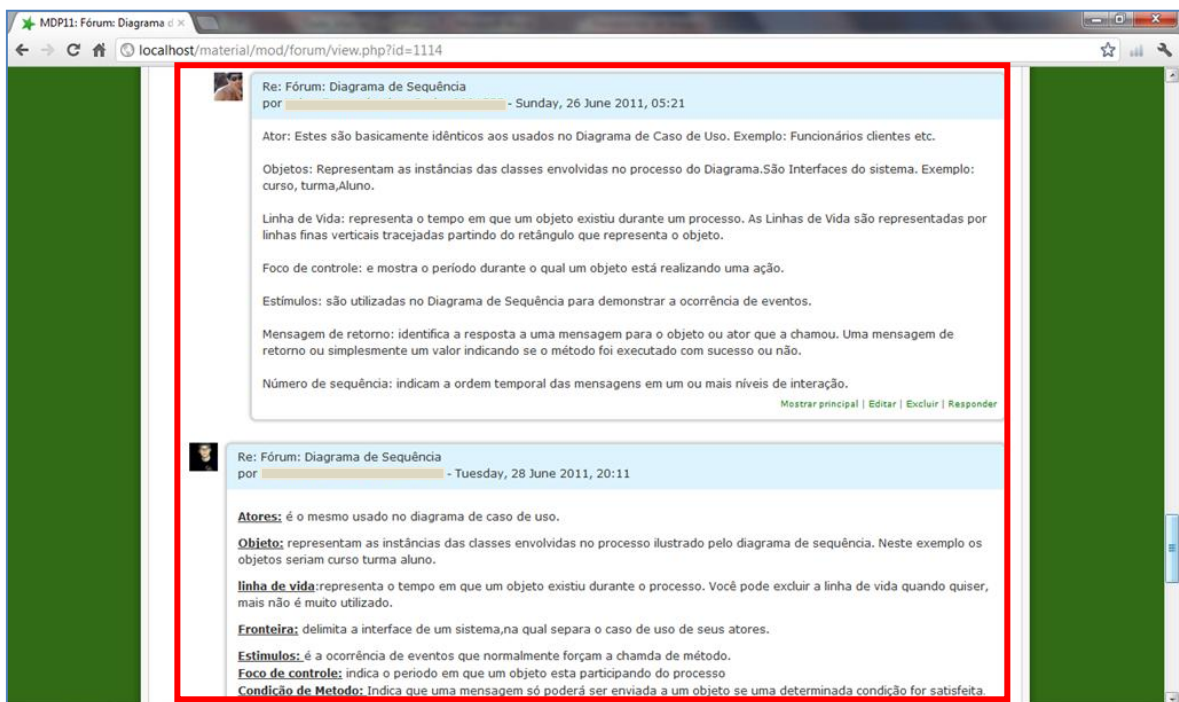 MDP11: Fórum: Diagrama d
localhost/material/mod/forum/view.php?id=1114
Re: Fórum: Diagrama de Sequência
por - Sunday, 26 June 2011, 05:21
Ator: Estes são basicamente idênticos aos usados no Diagrama de Caso de Uso. Exemplo: Funcionários clientes etc.
Objetos: Representam as instâncias das classes envolvidas no processo do Diagrama.São Interfaces do sistema. Exemplo:
curso, turma,Aluno.
Linha de Vida: representa o tempo em que um objeto existiu durante um processo. As Linhas de Vida são representadas por
linhas finas verticais tracejadas partindo do retângulo que representa o objeto.
Foco de controle: e mostra o período durante o qual um objeto está realizando uma ação.
Estímulos: são utilizadas no Diagrama de Sequência para demonstrar a ocorrência de eventos.
Mensagem de retorno: identifica a resposta a uma mensagem para o objeto ou ator que a chamou. Uma mensagem de
retorno ou simplesmente um valor indicando se o método foi executado com sucesso ou não.
Número de sequência: indicam a ordem temporal das mensagens em um ou mais níveis de interação.
Mostrar principal | Editar | Excluir | Responder
Re: Fórum: Diagrama de Sequência
por - Tuesday, 28 June 2011, 20:11
Atores: é o mesmo usado no diagrama de caso de uso.
Objeto: representam as instâncias das classes envolvidas no processo ilustrado pelo diagrama de sequência. Neste exemplo os
objetos seriam curso turma aluno.
linha de vida:representa o tempo em que um objeto existiu durante o processo. Você pode excluir a linha de vida quando quiser,
mais não é muito utilizado.
Fronteira: delimita a interface de um sistema,na qual separa o caso de uso de seus atores.
Estimulos: é a ocorrência de eventos que normalmente forçam a chamda de método.
Foco de controle: indica o periodo em que um objeto esta participando do processo
Condição de Metodo: Indica que uma mensagem só poderá ser enviada a um objeto se uma determinada condição for satisfeita.